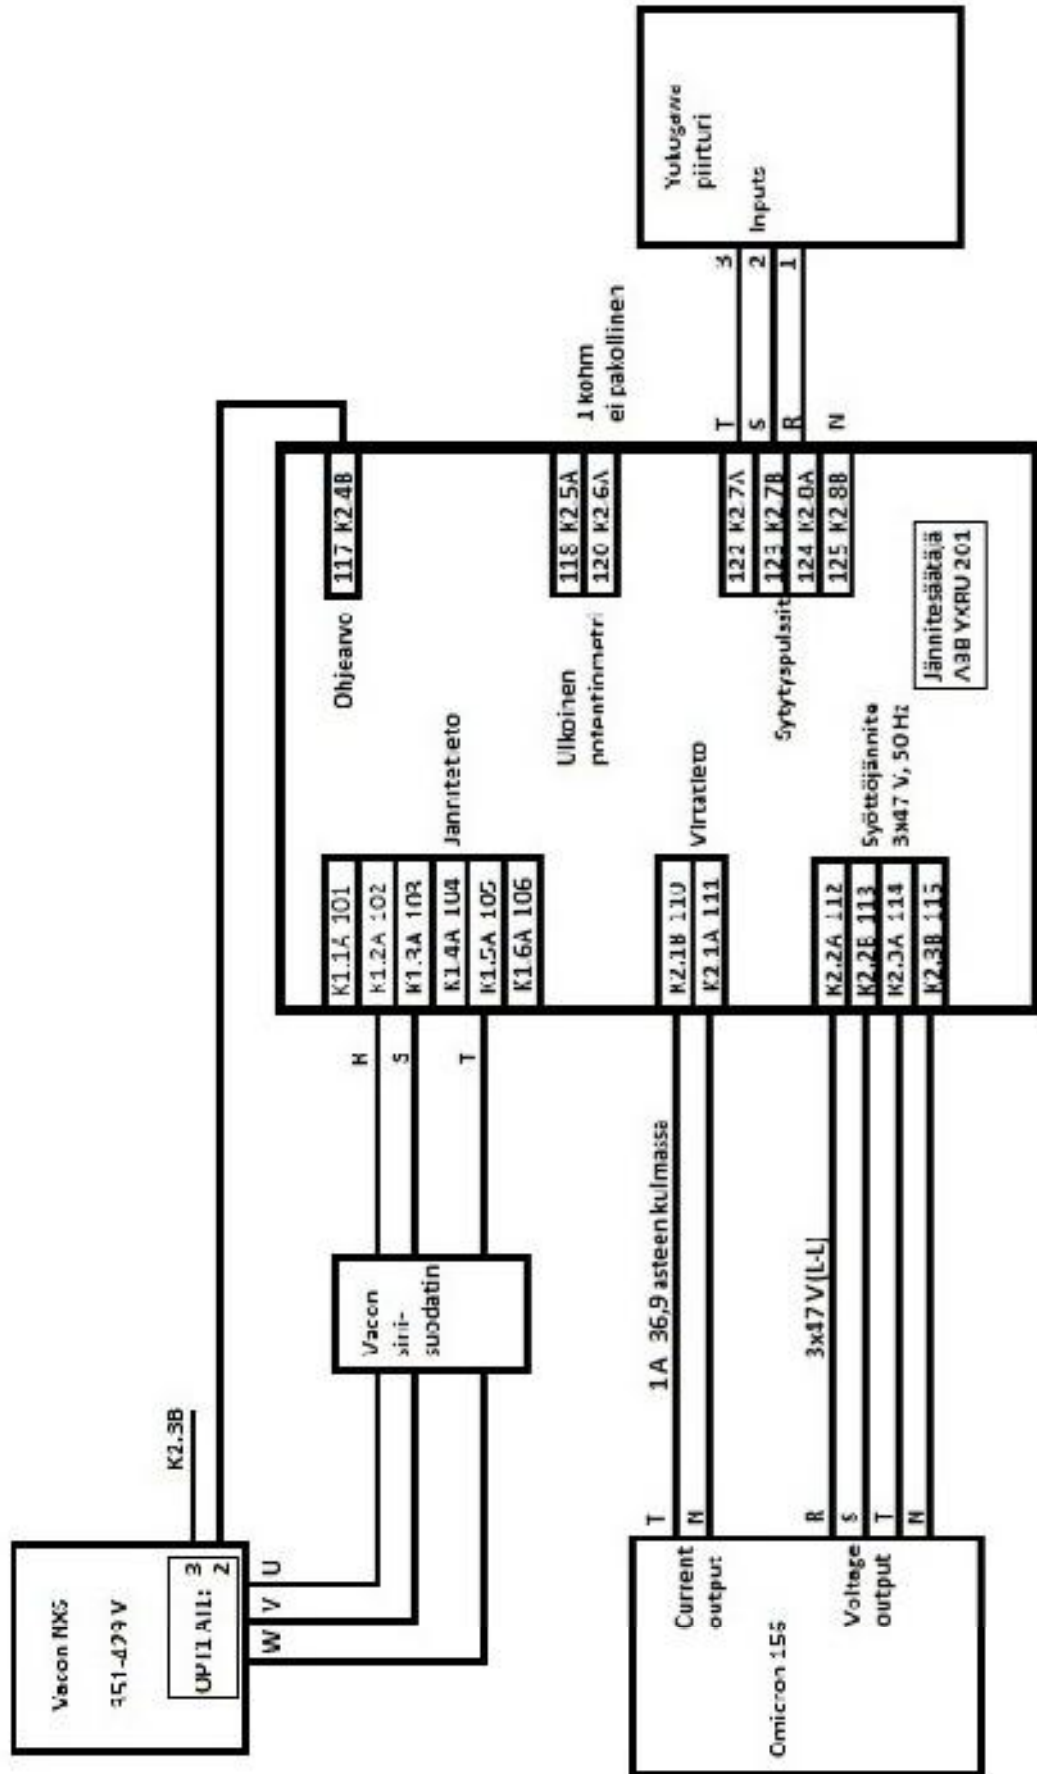 Vacon NXS
351-429 V
OPT1 AI1:
3
2
K2.3B
U
V
W
Vacon
sini-
suodatin
R
S
T
K1.1A 101
K1.2A 102
K1.3A 103
K1.4A 104
K1.5A 105
K1.6A 106
Jännitetieto
Ohjearvo
117 K2.4B
Ulkoinen
potentiometri
118 K2.5A
120 K2.6A
1 kohm
ei pakollinen
Omicron 156
Current
output
T
N
1 A 36,9 asteen kulmassa
K2.1B 110
K2.1A 111
Virtatieto
Voltage
output
R
S
T
N
3x47 V (L-L)
K2.2A 112
K2.2B 113
K2.3A 114
K2.3B 115
Syöttöjännite
3x47 V, 50 Hz
Sytytyspulssit
122 K2.7A
123 K2.7B
124 K2.8A
125 K2.8B
T
S
R
N
3
2
1
Inputs
Yokogawa
piirturi
Jännitesäätäjä
ABB YXRU 201